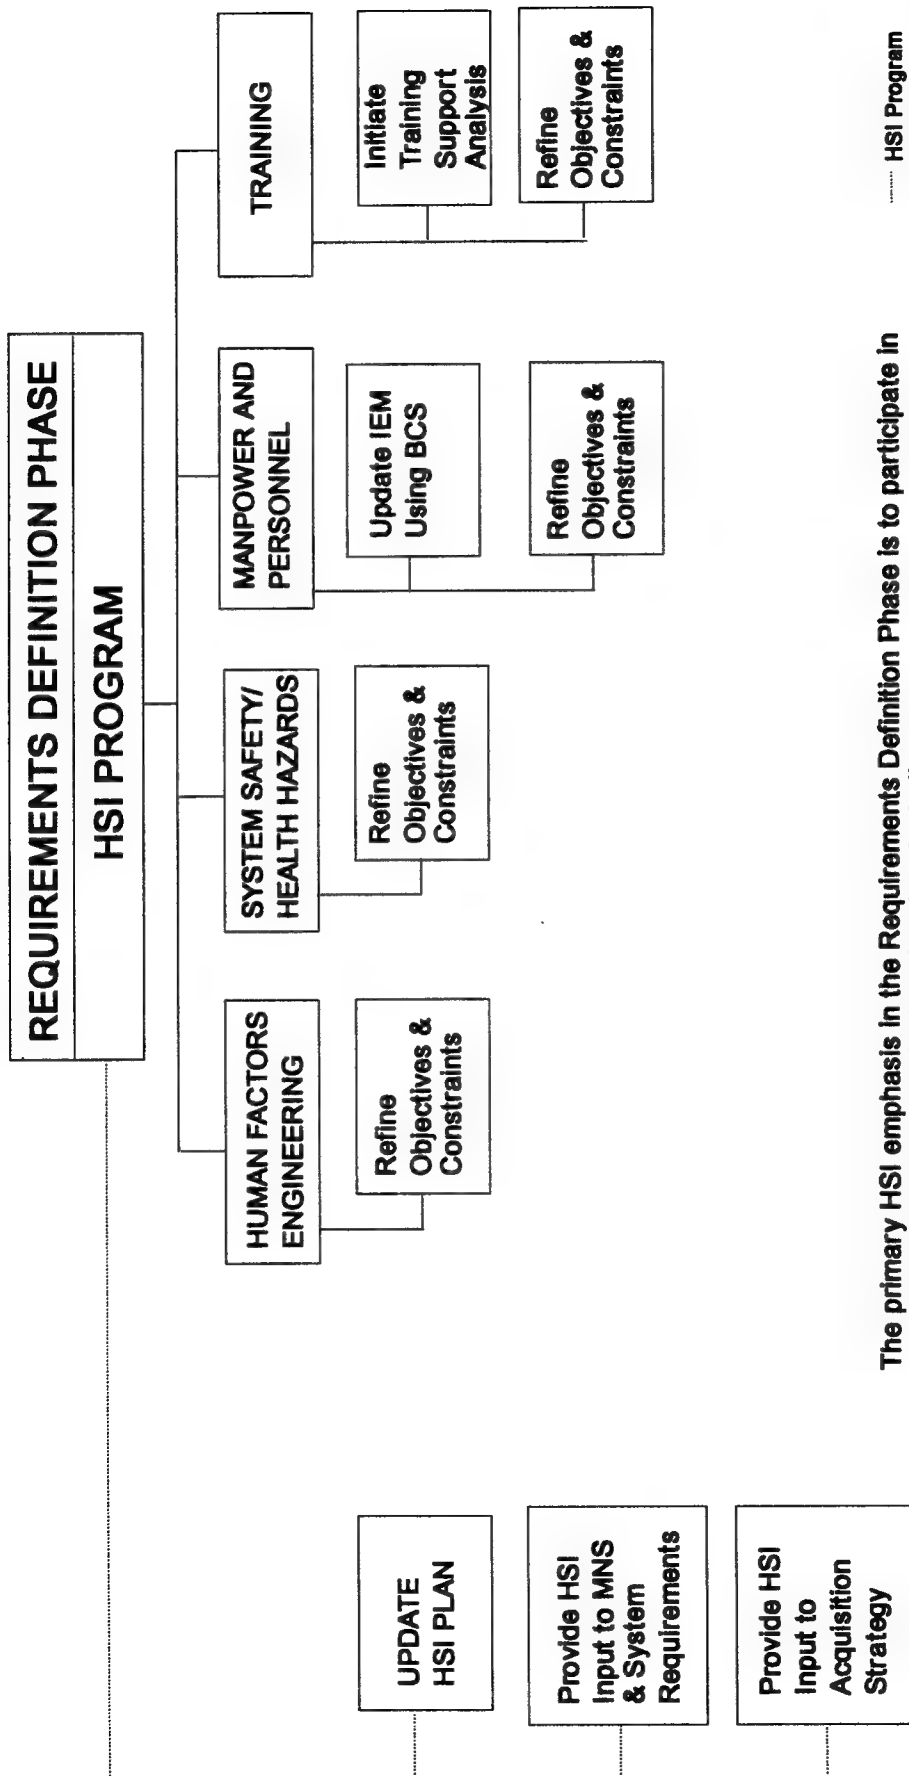 REQUIREMENTS DEFINITION PHASE
HSI PROGRAM
HUMAN FACTORS
ENGINEERING
Refine
Objectives &
Constraints
SYSTEM SAFETY/
HEALTH HAZARDS
Refine
Objectives &
Constraints
MANPOWER AND
PERSONNEL
Update IEM
Using BCS
Refine
Objectives &
Constraints
TRAINING
Initiate
Training
Support
Analysis
Refine
Objectives &
Constraints
UPDATE
HSI PLAN
Provide HSI
Input to MNS
& System
Requirements
Provide HSI
Input to
Acquisition
Strategy
The primary HSI emphasis in the Requirements Definition Phase is to participate in
HSI Program